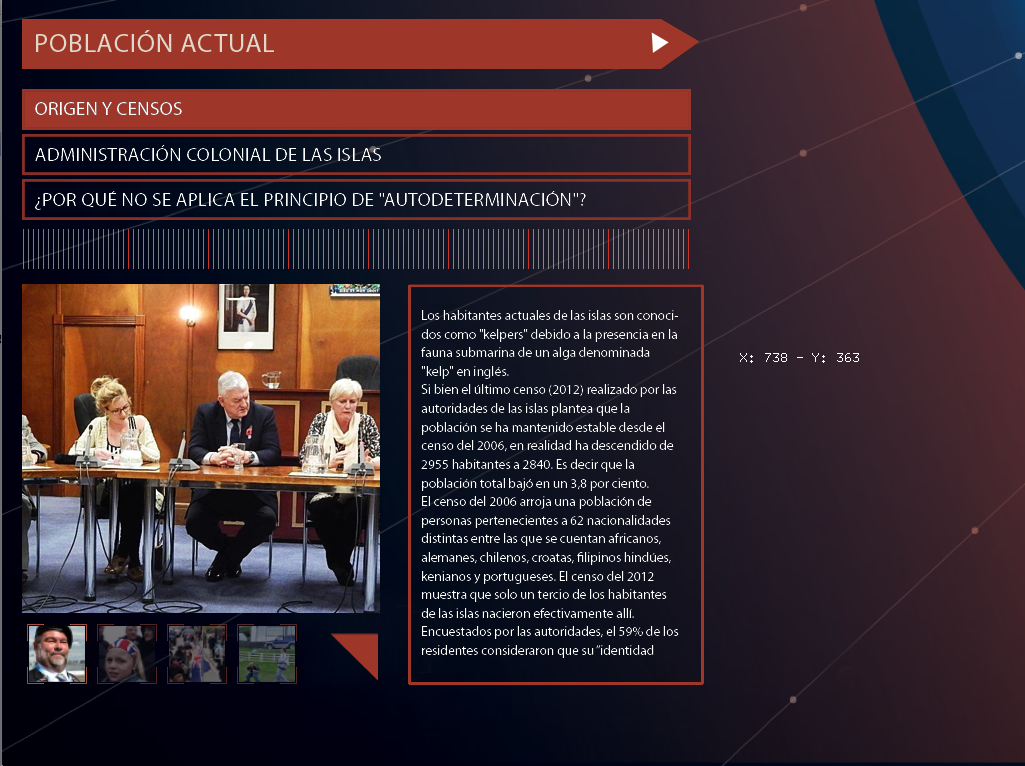 POBLACIÓN ACTUAL
ORIGEN Y CENSOS
ADMINISTRACIÓN COLONIAL DE LAS ISLAS
¿POR QUÉ NO SE APLICA EL PRINCIPIO DE "AUTODETERMINACIÓN"?
Los habitantes actuales de las islas son conoci-
dos como "kelpers" debido a la presencia en la
fauna submarina de un alga denominada
"kelp" en inglés.
Si bien el último censo (2012) realizado por las
autoridades de las islas plantea que la
población se ha mantenido estable desde el
censo del 2006, en realidad ha descendido de
2955 habitantes a 2840. Es decir que la
población total bajó en un 3,8 por ciento.
El censo del 2006 arroja una población de
personas pertenecientes a 62 nacionalidades
distintas entre las que se cuentan africanos,
alemanes, chilenos, croatas, filipinos hindúes,
kenianos y portugueses. El censo del 2012
muestra que solo un tercio de los habitantes
de las islas nacieron efectivamente allí.
Encuestados por las autoridades, el 59% de los
residentes consideraron que su "identidad
X: 738 - Y: 363